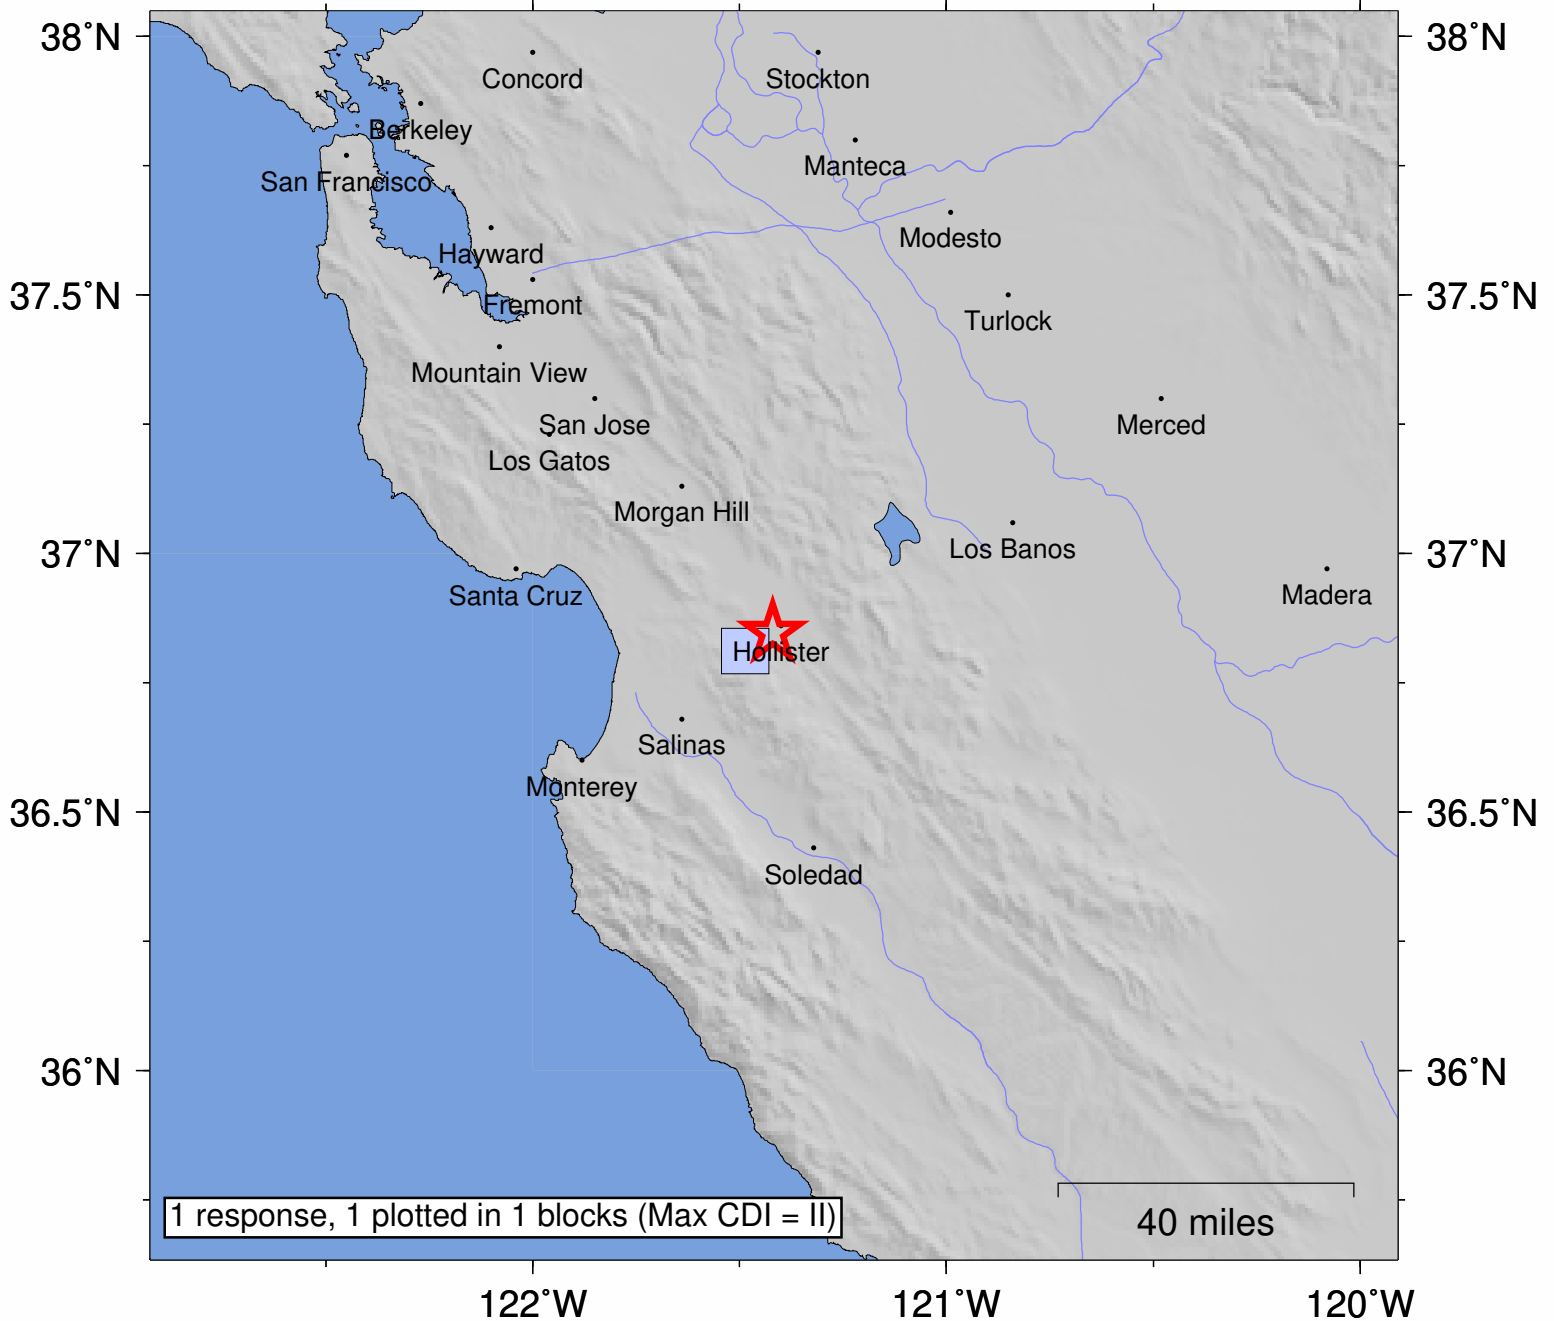 38°N
38°N
Concord
Stockton
Berkeley
Manteca
San Francisco
Modesto
Hayward
37.5°N
37.5°N
Fremont
Turlock
Mountain View
San Jose
Merced
Los Gatos
Morgan Hill
37°N
Los Banos
37°N
Santa Cruz
Madera
Hollister
Salinas
Monterey
36.5°N
36.5°N
Soledad
36°N
36°N
1 response, 1 plotted in 1 blocks (Max CDI = II)
40 miles
122°W
121°W
120°W